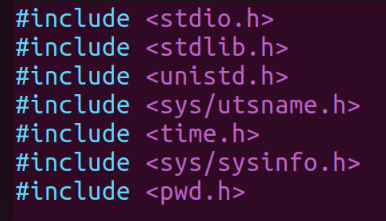 #include <stdio.h>
#include <stdlib.h>
#include <unistd.h>
#include <sys/utsname.h>
#include <time.h>
#include <sys/sysinfo.h>
#include <pwd.h>